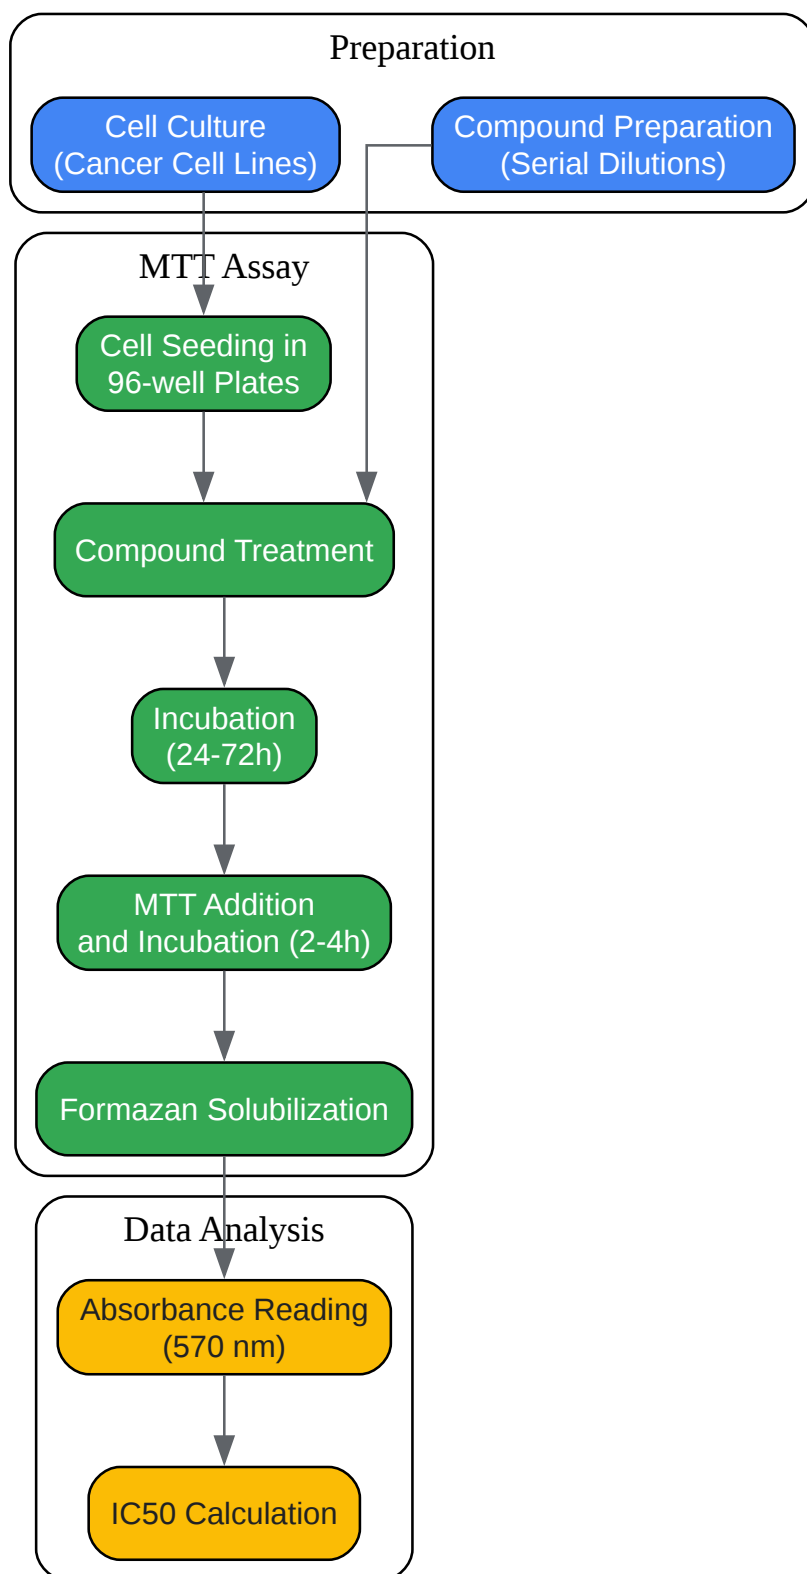 Preparation
Cell Culture
(Cancer Cell Lines)
Compound Preparation
(Serial Dilutions)
MTT Assay
Cell Seeding in
96-well Plates
Compound Treatment
Incubation
(24-72h)
MTT Addition
and Incubation (2-4h)
Formazan Solubilization
Data Analysis
Absorbance Reading
(570 nm)
IC50 Calculation